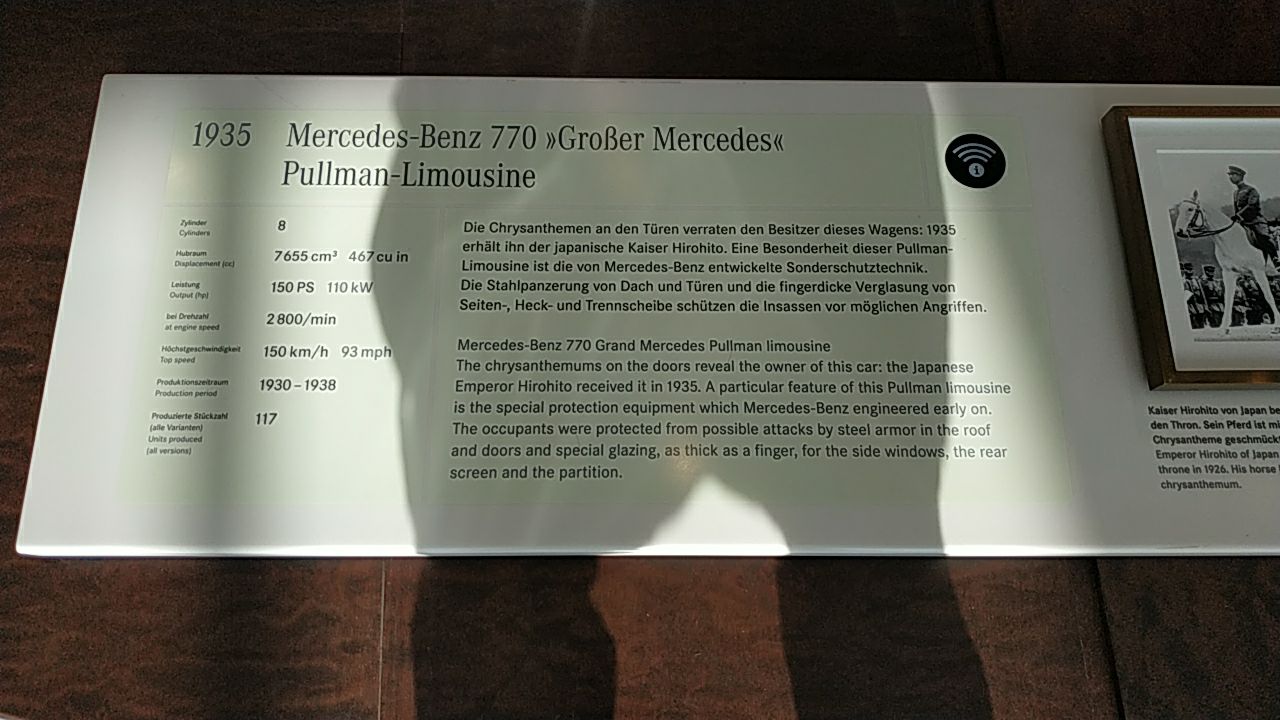 1935 Mercedes-Benz 770 »Großer Mercedes«
Pullman-Limousine
i
Zylinder
Cylinders
8
Hubraum
Displacement (cc)
7655 cm³ 467 cu in
Leistung
Output (hp)
150 PS 110 kW
bei Drehzahl
at engine speed
2800/min
Höchstgeschwindigkeit
Top speed
150 km/h 93 mph
Produktionszeitraum
Production period
1930 – 1938
Produzierte Stückzahl
(alle Varianten)
Units produced
(all versions)
117
Die Chrysanthemen an den Türen verraten den Besitzer dieses Wagens: 1935
erhält ihn der japanische Kaiser Hirohito. Eine Besonderheit dieser Pullman-
Limousine ist die von Mercedes-Benz entwickelte Sonderschutztechnik.
Die Stahlpanzerung von Dach und Türen und die fingerdicke Verglasung von
Seiten-, Heck- und Trennscheibe schützen die Insassen vor möglichen Angriffen.
Mercedes-Benz 770 Grand Mercedes Pullman limousine
The chrysanthemums on the doors reveal the owner of this car: the Japanese
Emperor Hirohito received it in 1935. A particular feature of this Pullman limousine
is the special protection equipment which Mercedes-Benz engineered early on.
The occupants were protected from possible attacks by steel armor in the roof
and doors and special glazing, as thick as a finger, for the side windows, the rear
screen and the partition.
Kaiser Hirohito von Japan be
den Thron. Sein Pferd ist mi
Chrysantheme geschmückt
Emperor Hirohito of Japan
throne in 1926. His horse
chrysanthemum.